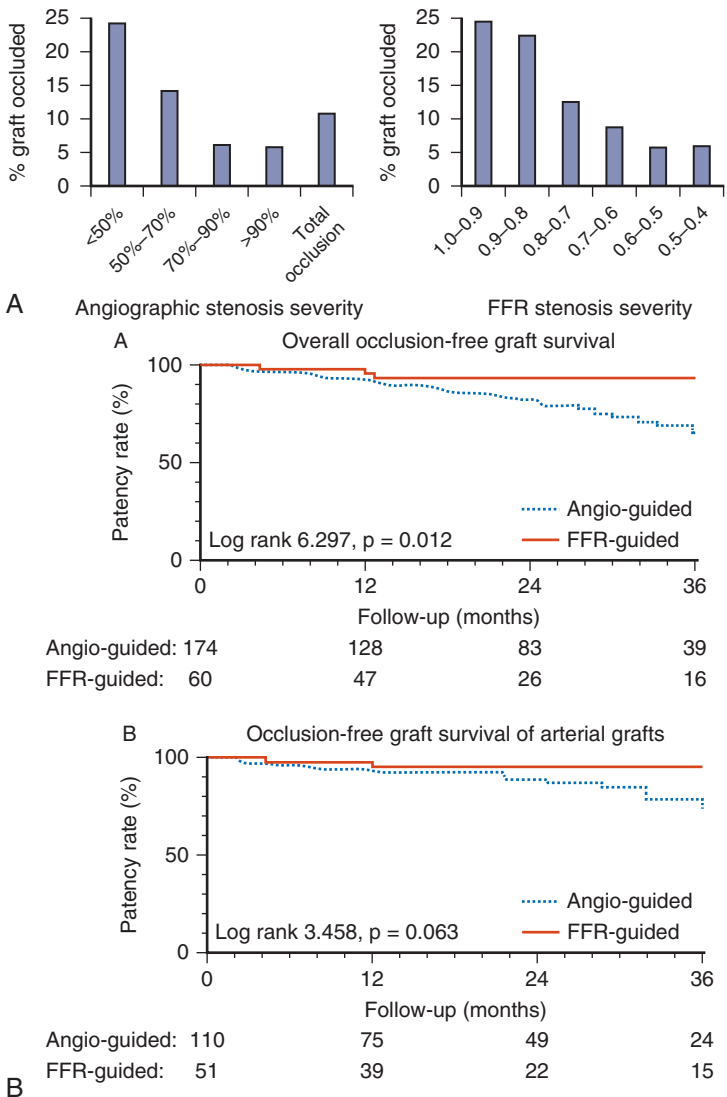 % graft occluded
25
20
15
10
5
0
<50%
50%–70%
70%–90%
>90%
Total occlusion
Angiographic stenosis severity
% graft occluded
25
20
15
10
5
0
1.0–0.9
0.9–0.8
0.8–0.7
0.7–0.6
0.6–0.5
0.5–0.4
FFR stenosis severity
A
A Overall occlusion-free graft survival
Patency rate (%)
100
50
0
Angio-guided
FFR-guided
Log rank 6.297, p = 0.012
0 12 24 36
Follow-up (months)
Angio-guided: 174 128 83 39
FFR-guided: 60 47 26 16
B Occlusion-free graft survival of arterial grafts
Patency rate (%)
100
50
0
Angio-guided
FFR-guided
Log rank 3.458, p = 0.063
0 12 24 36
Follow-up (months)
Angio-guided: 110 75 49 24
FFR-guided: 51 39 22 15
B